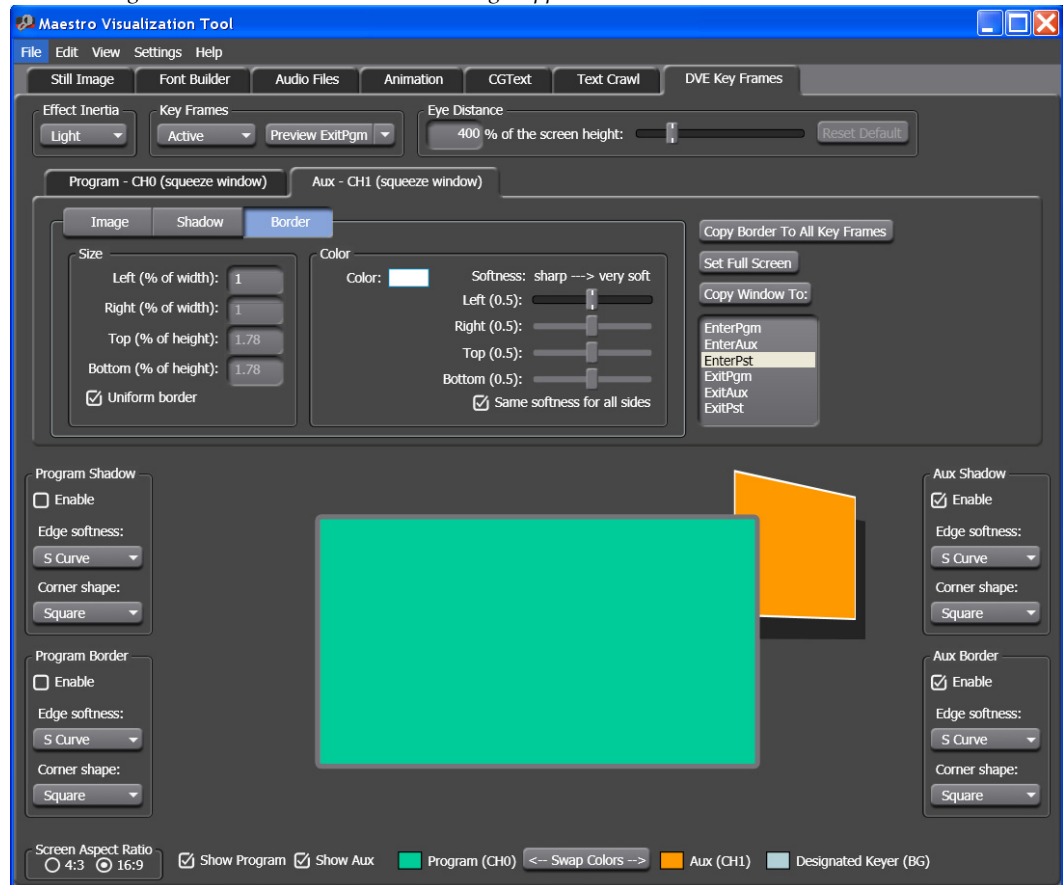 Maestro Visualization Tool
File Edit View Settings Help
Still Image Font Builder Audio Files Animation CGText Text Crawl DVE Key Frames
Effect Inertia Key Frames Eye Distance
Light Active Preview ExitPgm 400 % of the screen height: Reset Default
Program - CH0 (squeeze window) Aux - CH1 (squeeze window)
Image Shadow Border
Copy Border To All Key Frames
Size Color
Left (% of width): 1 Color: Softness: sharp ---> very soft
Set Full Screen
Left (0.5):
Copy Window To:
Right (% of width): 1 Right (0.5):
Top (% of height): 1.78 Top (0.5):
Bottom (% of height): 1.78 Bottom (0.5):
Uniform border Same softness for all sides
EnterPgm
EnterAux
EnterPst
ExitPgm
ExitAux
ExitPst
Program Shadow
Enable
Edge softness:
S Curve
Corner shape:
Square
Program Border
Enable
Edge softness:
S Curve
Corner shape:
Square
Aux Shadow
Enable
Edge softness:
S Curve
Corner shape:
Square
Aux Border
Enable
Edge softness:
S Curve
Corner shape:
Square
Screen Aspect Ratio
4:3 16:9 Show Program Show Aux Program (CH0) <-- Swap Colors --> Aux (CH1) Designated Keyer (BG)